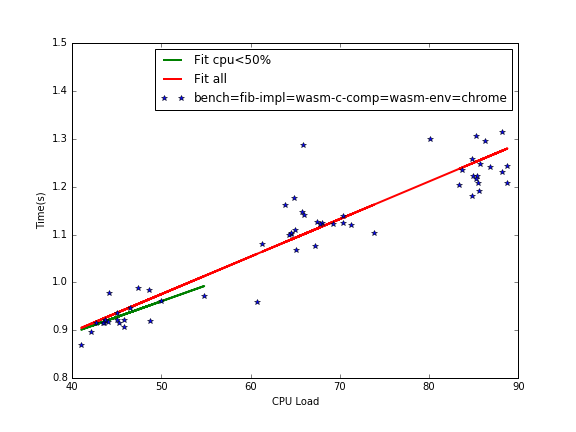 1.5
1.4
1.3
1.2
1.1
1.0
0.9
0.8
Time(s)
Fit cpu<50%
Fit all
bench=fib-impl=wasm-c-comp=wasm-env=chrome
40 50 60 70 80 90
CPU Load